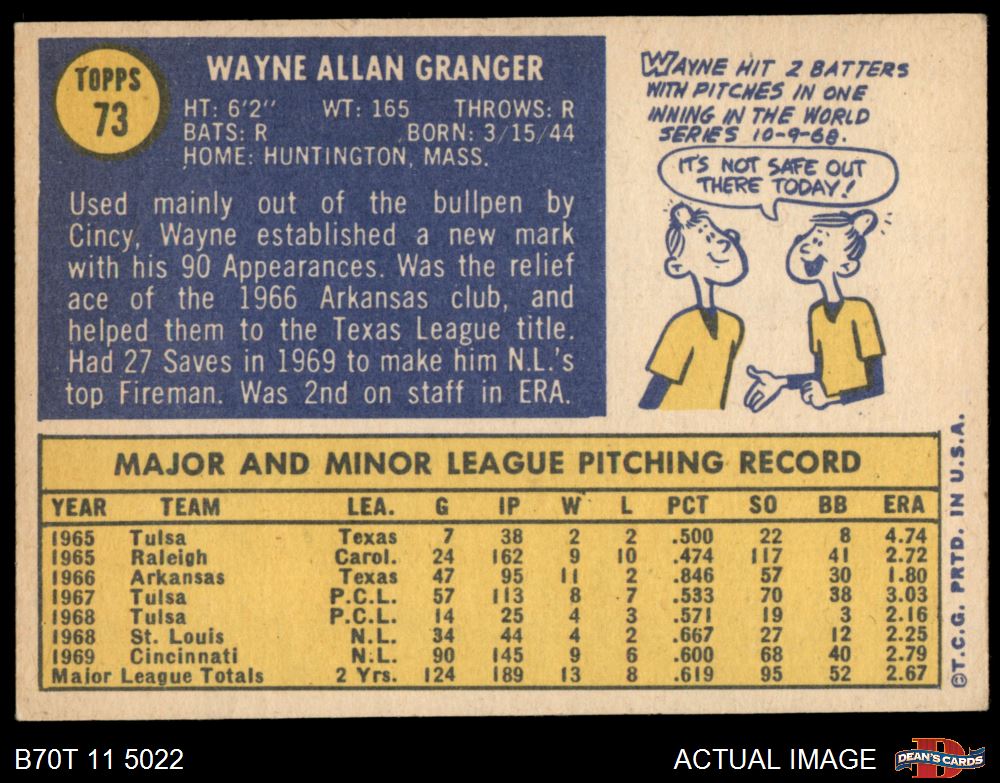 TOPPS
73
WAYNE ALLAN GRANGER
HT: 6'2" WT: 165 THROWS: R
BATS: R BORN: 3/15/44
HOME: HUNTINGTON, MASS.
Used mainly out of the bullpen by
Cincy, Wayne established a new mark
with his 90 Appearances. Was the relief
ace of the 1966 Arkansas club, and
helped them to the Texas League title.
Had 27 Saves in 1969 to make him N.L.'s
top Fireman. Was 2nd on staff in ERA.
WAYNE HIT 2 BATTERS
WITH PITCHES IN ONE
INNING IN THE WORLD
SERIES 10-9-68.
IT'S NOT SAFE OUT
THERE TODAY!
MAJOR AND MINOR LEAGUE PITCHING RECORD
YEAR TEAM LEA. G IP W L PCT SO BB ERA
1965 Tulsa Texas 7 38 2 2 .500 22 8 4.74
1965 Raleigh Carol. 24 162 9 10 .474 117 41 2.72
1966 Arkansas Texas 47 95 11 2 .846 57 30 1.80
1967 Tulsa P.C.L. 57 113 8 7 .533 70 38 3.03
1968 Tulsa P.C.L. 14 25 4 3 .571 19 3 2.16
1968 St. Louis N.L. 34 44 4 2 .667 27 12 2.25
1969 Cincinnati N.L. 90 145 9 6 .600 68 40 2.79
Major League Totals 2 Yrs. 124 189 13 8 .619 95 52 2.67
©T.C.G. PRTD. IN U.S.A.
B70T 11 5022
ACTUAL IMAGE
DEAN'S CARDS